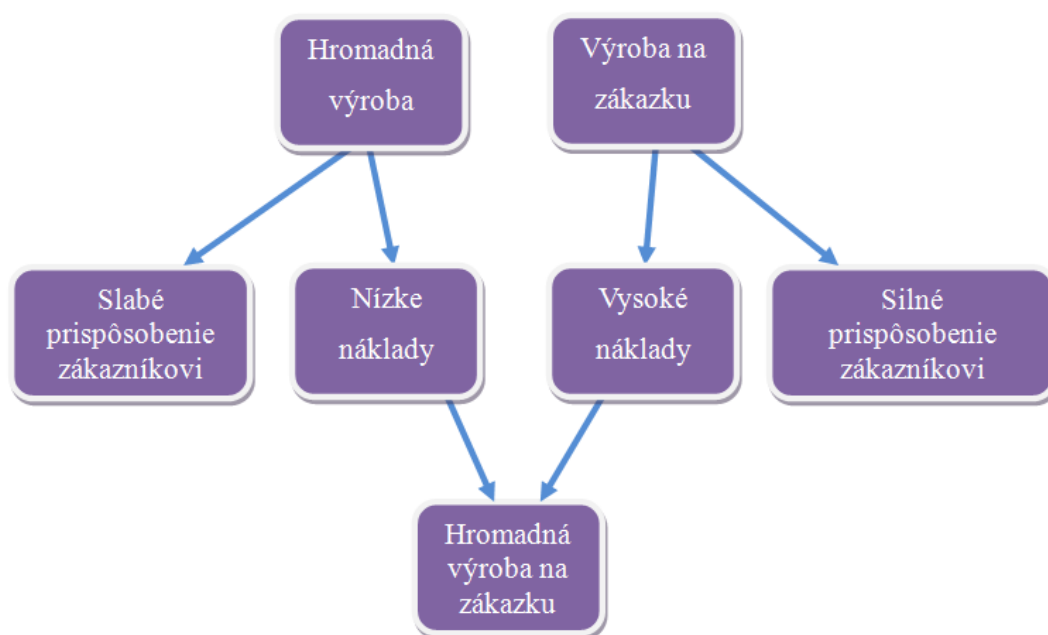 Hromadná
výroba
Výroba na
zákazku
Slabé
prispôsobenie
zákazníkovi
Nízke
náklady
Vysoké
náklady
Silné
prispôsobenie
zákazníkovi
Hromadná
výroba na
zákazku